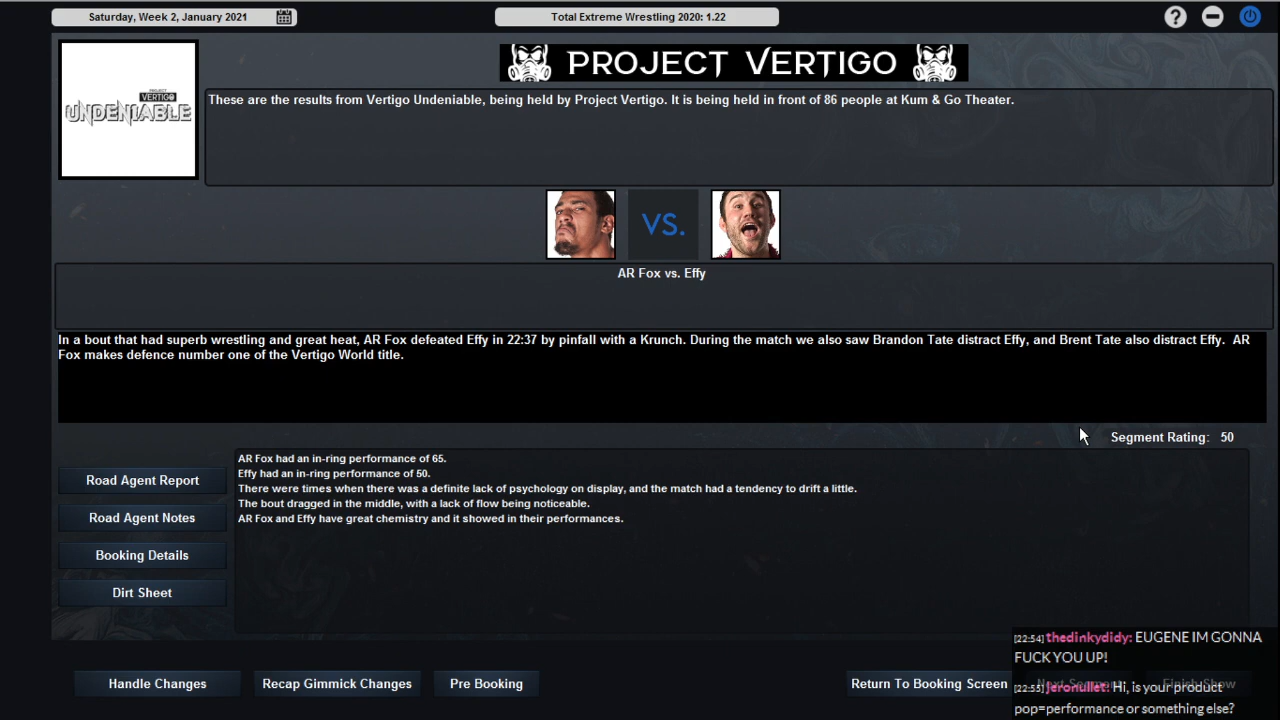 Saturday, Week 2, January 2021
Total Extreme Wrestling 2020: 1.22
?
PROJECT VERTIGO
PROJECT
VERTIGO
UNDENIABLE
These are the results from Vertigo Undeniable, being held by Project Vertigo. It is being held in front of 86 people at Kum & Go Theater.
VS.
AR Fox vs. Effy
In a bout that had superb wrestling and great heat, AR Fox defeated Effy in 22:37 by pinfall with a Krunch. During the match we also saw Brandon Tate distract Effy, and Brent Tate also distract Effy. AR
Fox makes defence number one of the Vertigo World title.
Segment Rating: 50
AR Fox had an in-ring performance of 65.
Effy had an in-ring performance of 50.
There were times when there was a definite lack of psychology on display, and the match had a tendency to drift a little.
The bout dragged in the middle, with a lack of flow being noticeable.
AR Fox and Effy have great chemistry and it showed in their performances.
Road Agent Report
Road Agent Notes
Booking Details
Dirt Sheet
Handle Changes
Recap Gimmick Changes
Pre Booking
Return To Booking Screen
Next Segment
Finish Show
[22:54] thedinkydidy: EUGENE IM GONNA
FUCK YOU UP!
[22:55] jeronullet: Hi, is your product
pop=performance or something else?